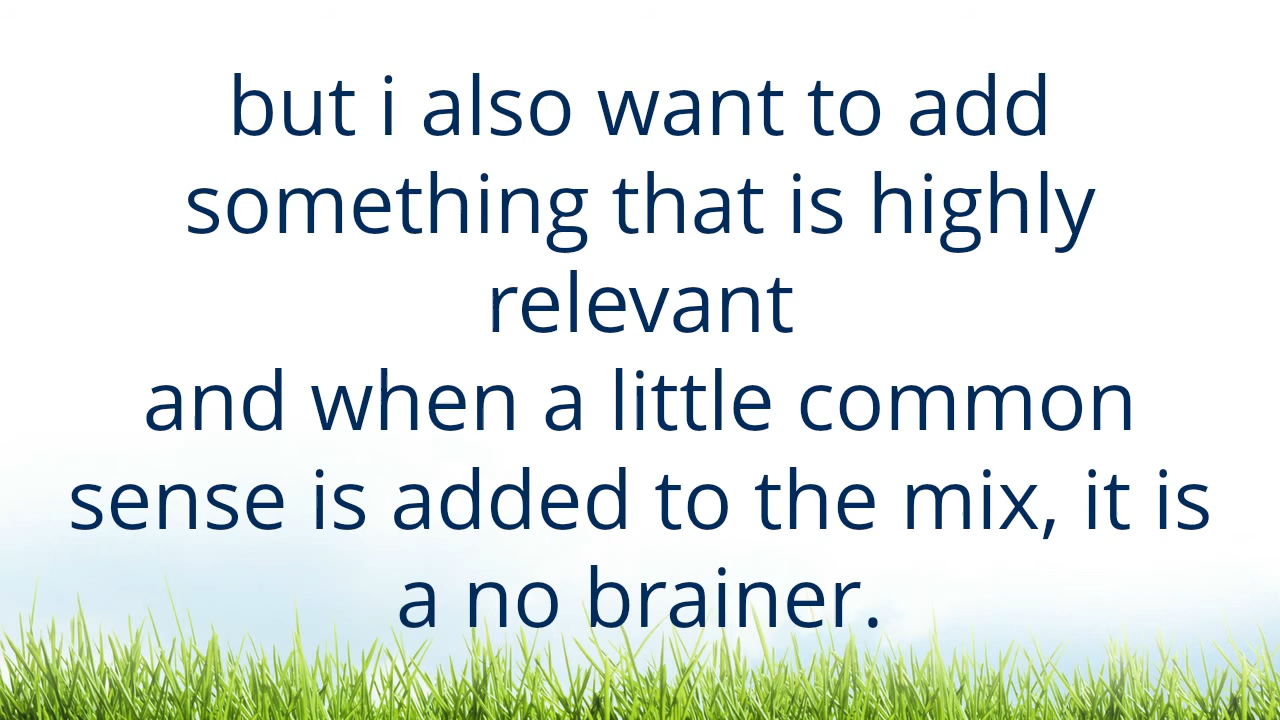 but i also want to add
something that is highly
relevant
and when a little common
sense is added to the mix, it is
a no brainer.